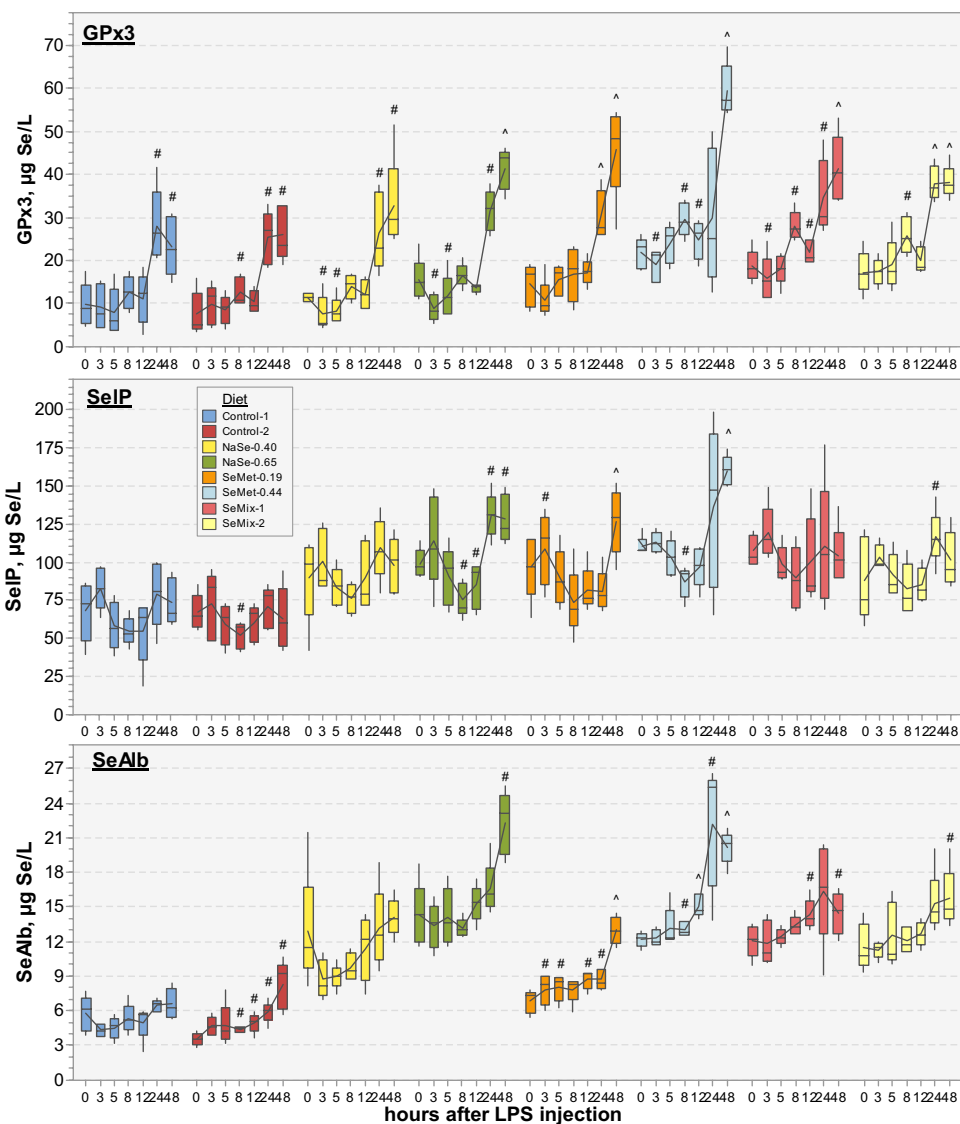 GPx3
GPx3, µg Se/L
70
60
50
40
30
20
10
0
# # # # # # # # # # # # ^ ^ ^ # # # ^ # # # # ^ ^ ^ ^
0 3 5 8 12 24 48 0 3 5 8 12 24 48 0 3 5 8 12 24 48 0 3 5 8 12 24 48 0 3 5 8 12 24 48 0 3 5 8 12 24 48 0 3 5 8 12 24 48 0 3 5 8 12 24 48
SelP
SelP, µg Se/L
200
175
150
125
100
75
50
25
0
Diet
Control-1
Control-2
NaSe-0.40
NaSe-0.65
SeMet-0.19
SeMet-0.44
SeMix-1
SeMix-2
# # # # # # ^ # ^ #
0 3 5 8 12 24 48 0 3 5 8 12 24 48 0 3 5 8 12 24 48 0 3 5 8 12 24 48 0 3 5 8 12 24 48 0 3 5 8 12 24 48 0 3 5 8 12 24 48 0 3 5 8 12 24 48
SeAlb
SeAlb, µg Se/L
27
24
21
18
15
12
9
6
3
0
# # # # # # # # # ^ # ^ # ^ # # #
0 3 5 8 12 24 48 0 3 5 8 12 24 48 0 3 5 8 12 24 48 0 3 5 8 12 24 48 0 3 5 8 12 24 48 0 3 5 8 12 24 48 0 3 5 8 12 24 48 0 3 5 8 12 24 48
hours after LPS injection